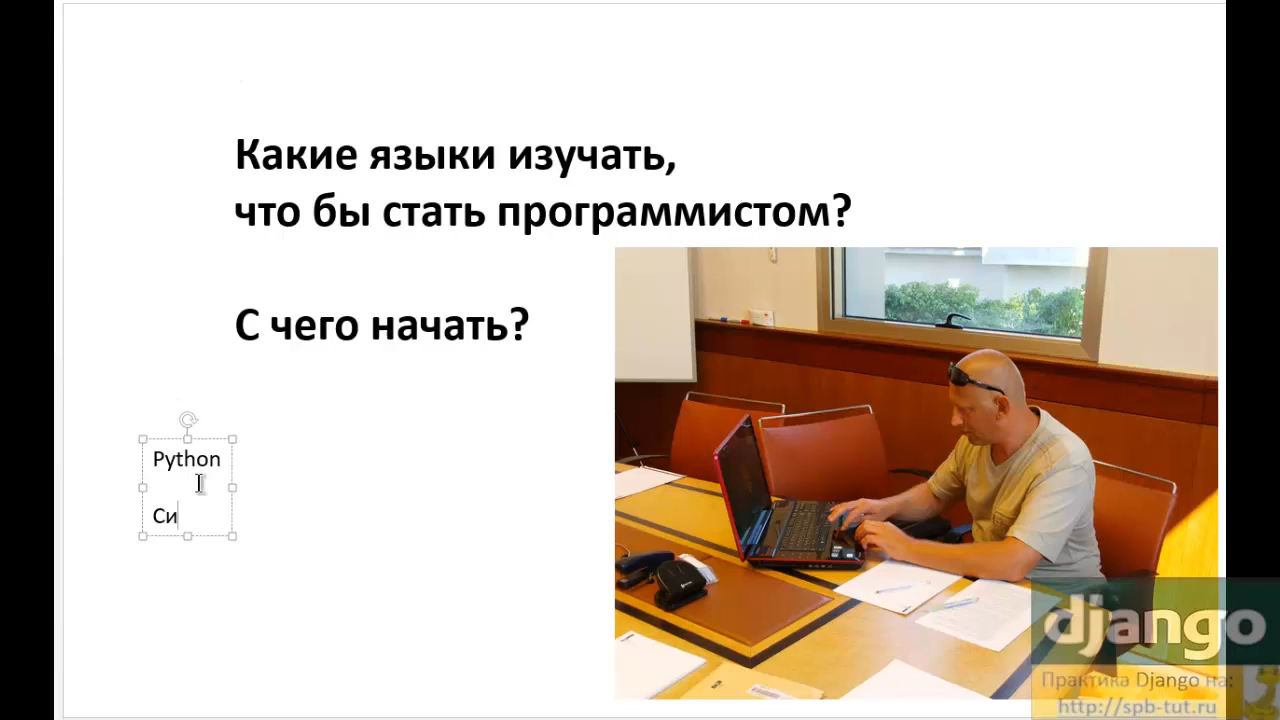 Какие языки изучать,
что бы стать программистом?
С чего начать?
Python
Си
django
Практика Django на:
http://spb-tut.ru